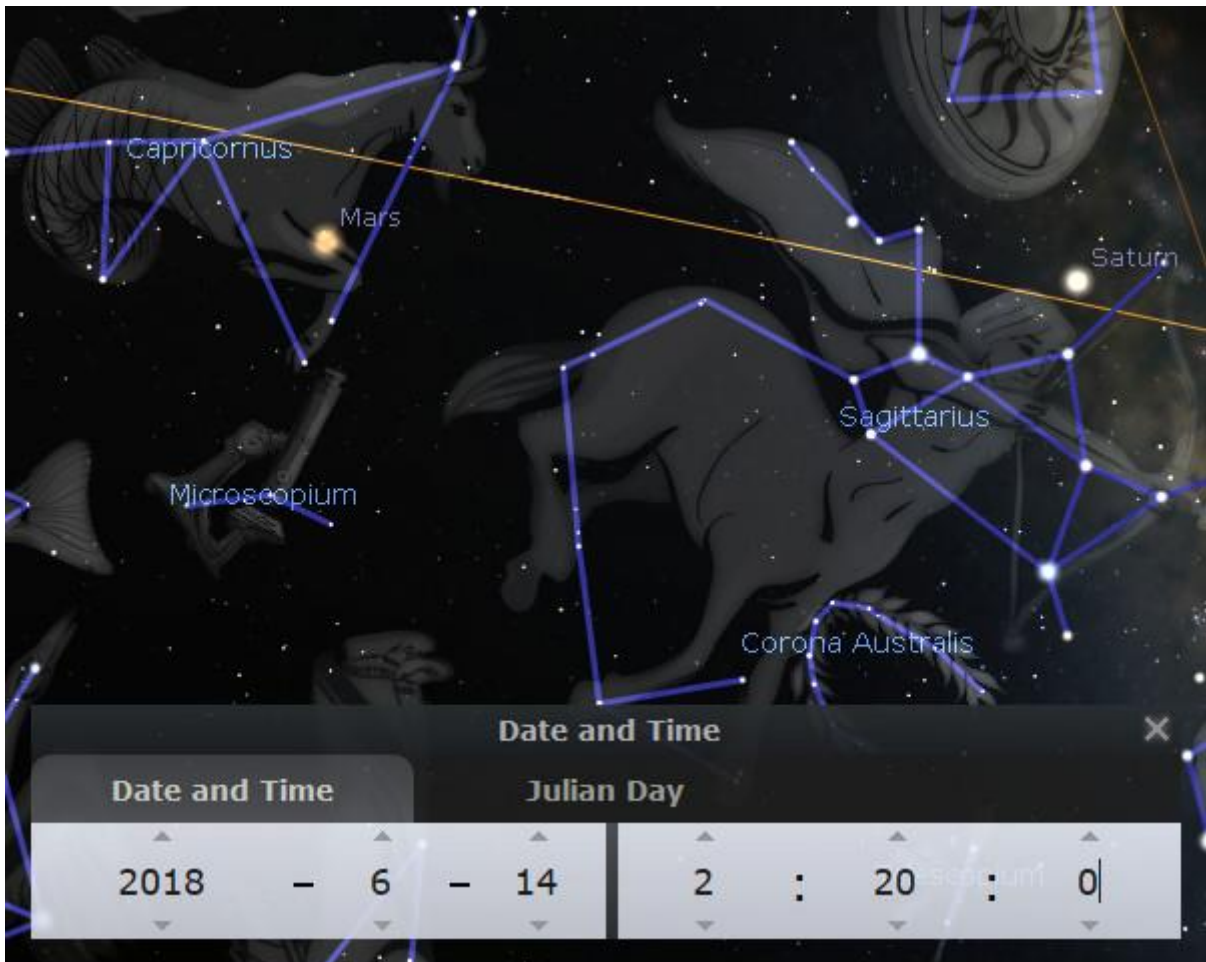 Capricornus
Mars
Saturn
Sagittarius
Microscopium
Corona Australis
Date and Time
Date and Time Julian Day
2018 - 6 - 14 2 : 20 : 0